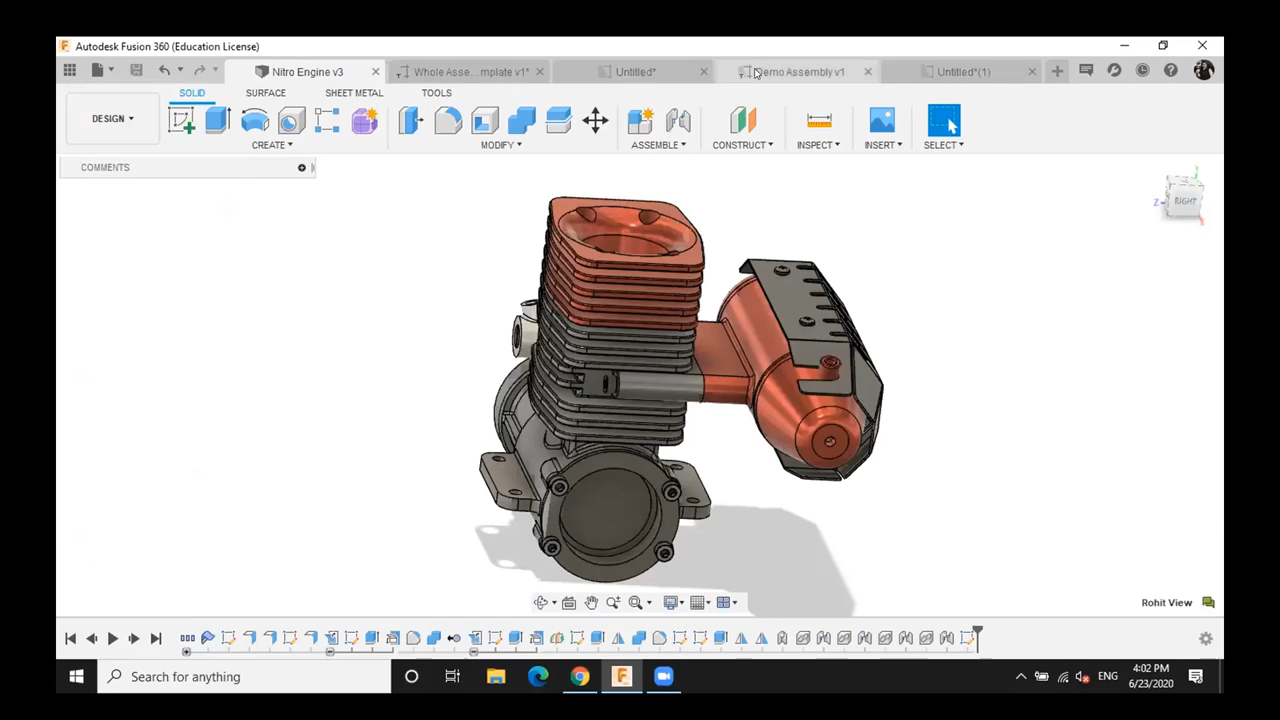 Autodesk Fusion 360 (Education License)
Nitro Engine v3
Whole Asse...mplate v1*
Untitled*
Demo Assembly v1
Untitled*(1)
SOLID
SURFACE
SHEET METAL
TOOLS
DESIGN
CREATE
MODIFY
ASSEMBLE
CONSTRUCT
INSPECT
INSERT
SELECT
COMMENTS
Z
RIGHT
Rohit View
Search for anything
ENG
4:02 PM
6/23/2020